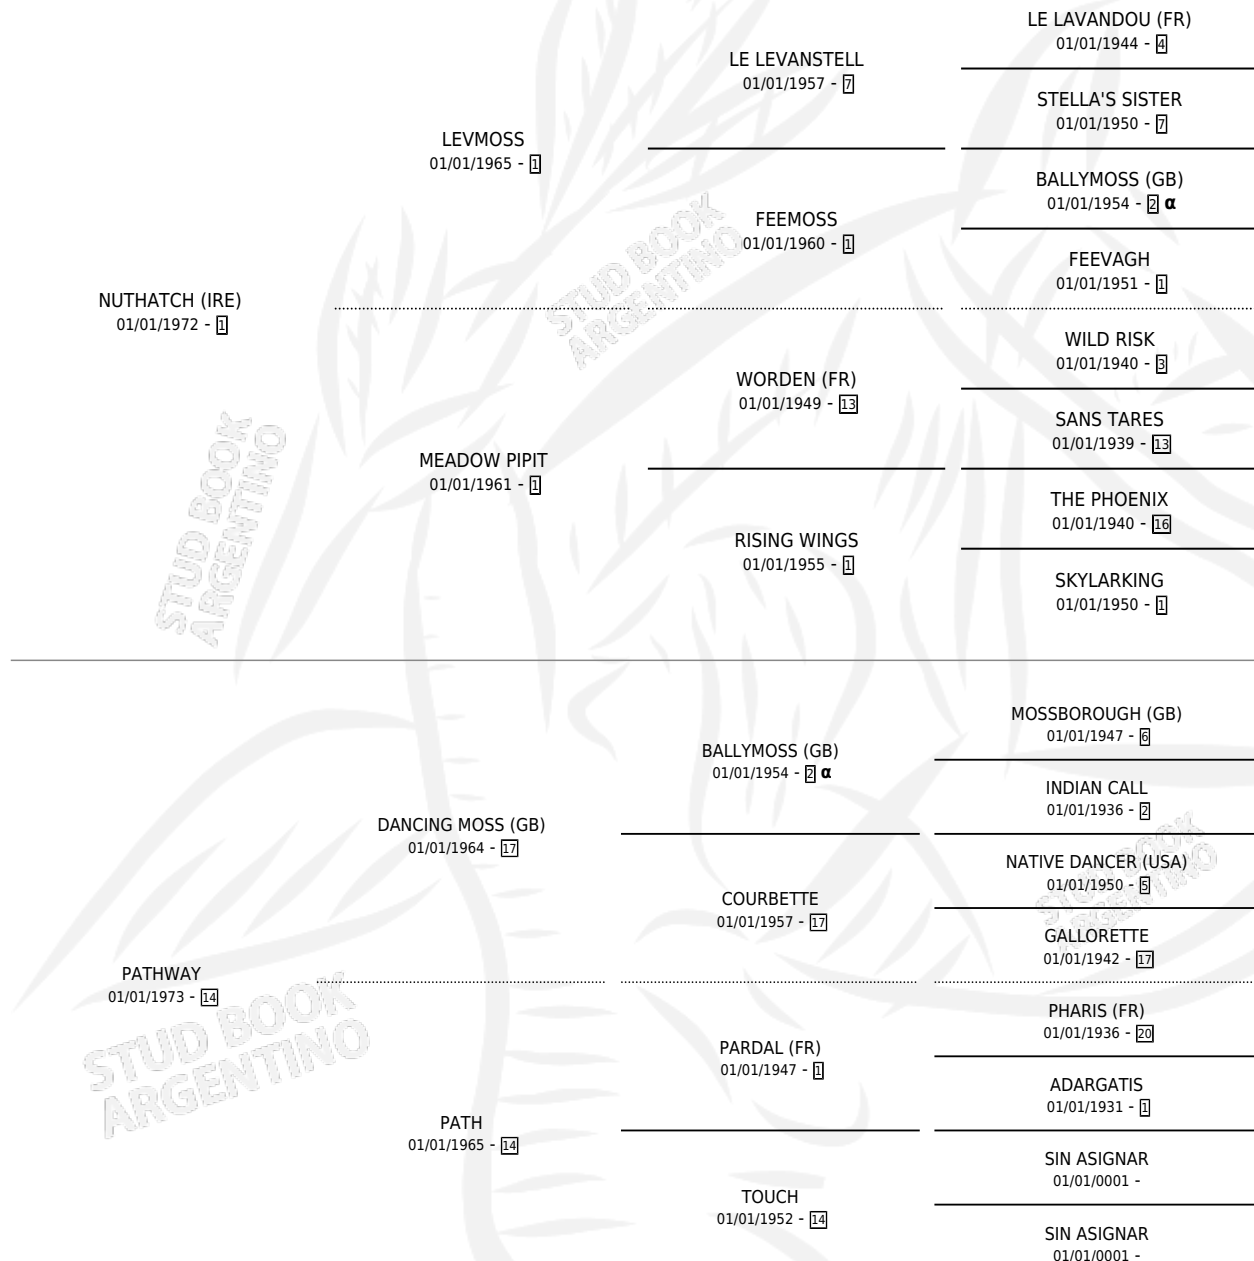 LE LAVANDOU (FR)
01/01/1944 - 4
LE LEVANSTELL
01/01/1957 - 7
STELLA'S SISTER
01/01/1950 - 7
LEVMOSS
01/01/1965 - 1
BALLYMOSS (GB)
01/01/1954 - 2 α
FEEMOSS
01/01/1960 - 1
FEEVAGH
01/01/1951 - 1
NUTHATCH (IRE)
01/01/1972 - 1
STUD BOOK
ARGENTINO
WILD RISK
01/01/1940 - 3
WORDEN (FR)
01/01/1949 - 13
SANS TARES
01/01/1939 - 13
MEADOW PIPIT
01/01/1961 - 1
THE PHOENIX
01/01/1940 - 16
RISING WINGS
01/01/1955 - 1
SKYLARKING
01/01/1950 - 1
STUD BOOK
ARGENTINO
MOSSBOROUGH (GB)
01/01/1947 - 6
BALLYMOSS (GB)
01/01/1954 - 2 α
INDIAN CALL
01/01/1936 - 2
DANCING MOSS (GB)
01/01/1964 - 17
NATIVE DANCER (USA)
01/01/1950 - 5
STUD BOOK
ARGENTINO
COURBETTE
01/01/1957 - 17
GALLORETTE
01/01/1942 - 17
PATHWAY
01/01/1973 - 14
STUD BOOK
ARGENTINO
PHARIS (FR)
01/01/1936 - 20
PARDAL (FR)
01/01/1947 - 1
ADARGATIS
01/01/1931 - 1
PATH
01/01/1965 - 14
SIN ASIGNAR
01/01/0001 -
TOUCH
01/01/1952 - 14
SIN ASIGNAR
01/01/0001 -